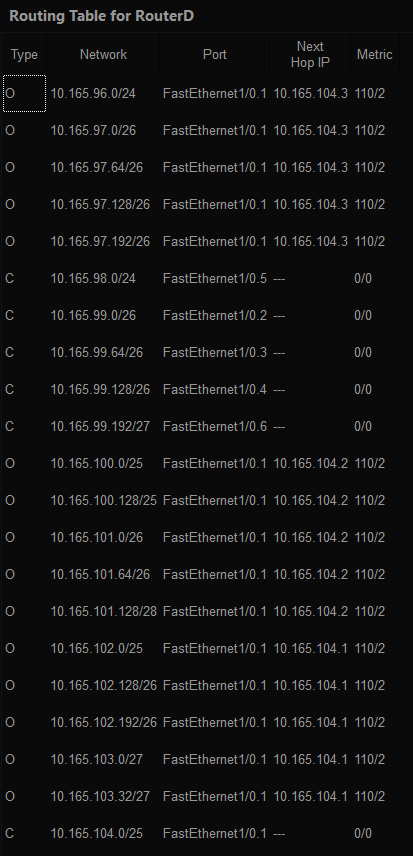 Routing Table for RouterD
Type Network Port Next Hop IP Metric
O 10.165.96.0/24 FastEthernet1/0.1 10.165.104.3 110/2
O 10.165.97.0/26 FastEthernet1/0.1 10.165.104.3 110/2
O 10.165.97.64/26 FastEthernet1/0.1 10.165.104.3 110/2
O 10.165.97.128/26 FastEthernet1/0.1 10.165.104.3 110/2
O 10.165.97.192/26 FastEthernet1/0.1 10.165.104.3 110/2
C 10.165.98.0/24 FastEthernet1/0.5 --- 0/0
C 10.165.99.0/26 FastEthernet1/0.2 --- 0/0
C 10.165.99.64/26 FastEthernet1/0.3 --- 0/0
C 10.165.99.128/26 FastEthernet1/0.4 --- 0/0
C 10.165.99.192/27 FastEthernet1/0.6 --- 0/0
O 10.165.100.0/25 FastEthernet1/0.1 10.165.104.2 110/2
O 10.165.100.128/25 FastEthernet1/0.1 10.165.104.2 110/2
O 10.165.101.0/26 FastEthernet1/0.1 10.165.104.2 110/2
O 10.165.101.64/26 FastEthernet1/0.1 10.165.104.2 110/2
O 10.165.101.128/28 FastEthernet1/0.1 10.165.104.2 110/2
O 10.165.102.0/25 FastEthernet1/0.1 10.165.104.1 110/2
O 10.165.102.128/26 FastEthernet1/0.1 10.165.104.1 110/2
O 10.165.102.192/26 FastEthernet1/0.1 10.165.104.1 110/2
O 10.165.103.0/27 FastEthernet1/0.1 10.165.104.1 110/2
O 10.165.103.32/27 FastEthernet1/0.1 10.165.104.1 110/2
C 10.165.104.0/25 FastEthernet1/0.1 --- 0/0